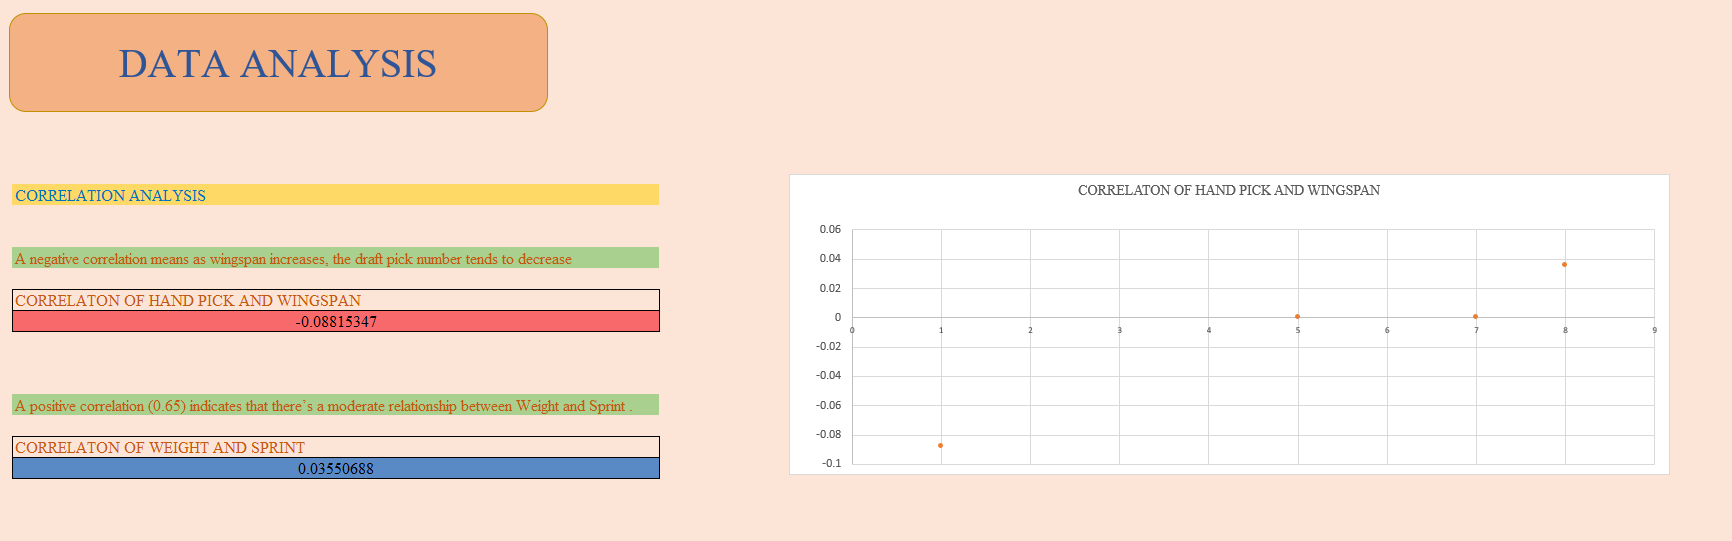 DATA ANALYSIS
CORRELATION ANALYSIS
A negative correlation means as wingspan increases, the draft pick number tends to decrease
CORRELATON OF HAND PICK AND WINGSPAN
-0.08815347
A positive correlation (0.65) indicates that there's a moderate relationship between Weight and Sprint .
CORRELATON OF WEIGHT AND SPRINT
0.03550688
CORRELATON OF HAND PICK AND WINGSPAN
0.06
0.04
0.02
0
-0.02
-0.04
-0.06
-0.08
-0.1
0 1 2 3 4 5 6 7 8 9